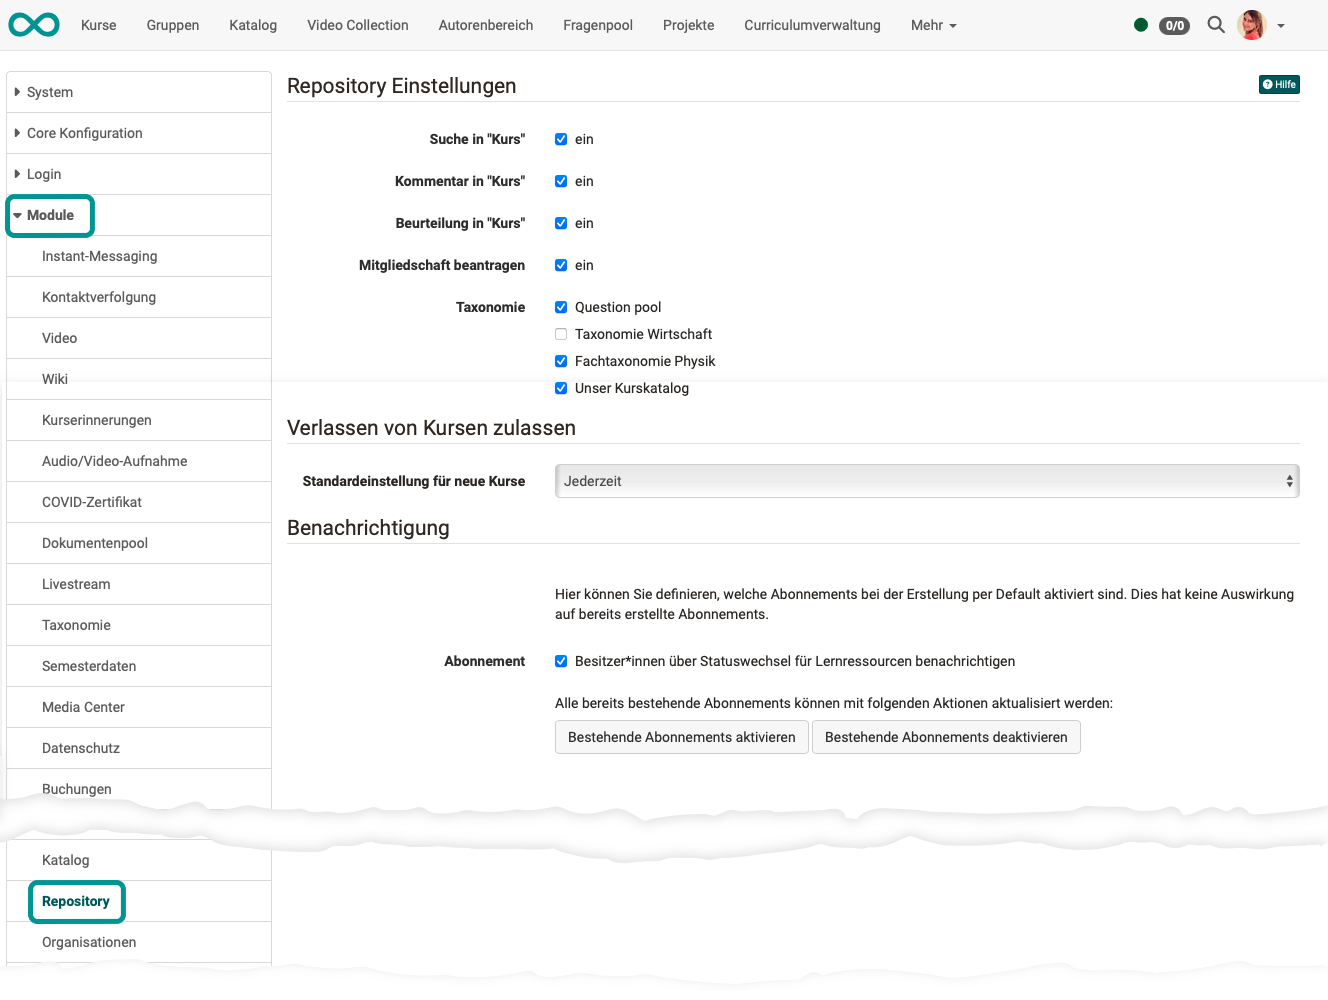 Kurse Gruppen Katalog Video Collection Autorenbereich Fragenpool Projekte Curriculumverwaltung Mehr 0/0
System
Core Konfiguration
Login
Module
Instant-Messaging
Kontaktverfolgung
Video
Wiki
Kurserinnerungen
Audio/Video-Aufnahme
COVID-Zertifikat
Dokumentenpool
Livestream
Taxonomie
Semesterdaten
Media Center
Datenschutz
Buchungen
Katalog
Repository
Organisationen
Repository Einstellungen
Hilfe
Suche in "Kurs" ein
Kommentar in "Kurs" ein
Beurteilung in "Kurs" ein
Mitgliedschaft beantragen ein
Taxonomie Question pool
Taxonomie Wirtschaft
Fachtaxonomie Physik
Unser Kurskatalog
Verlassen von Kursen zulassen
Standardeinstellung für neue Kurse Jederzeit
Benachrichtigung
Hier können Sie definieren, welche Abonnements bei der Erstellung per Default aktiviert sind. Dies hat keine Auswirkung
auf bereits erstellte Abonnements.
Abonnement Besitzer*innen über Statuswechsel für Lernressourcen benachrichtigen
Alle bereits bestehende Abonnements können mit folgenden Aktionen aktualisiert werden:
Bestehende Abonnements aktivieren Bestehende Abonnements deaktivieren